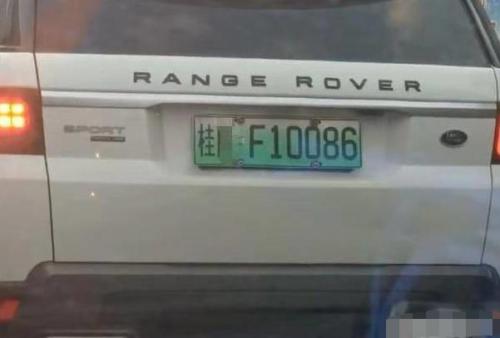 RANGE ROVER
SPORT
桂 F10086